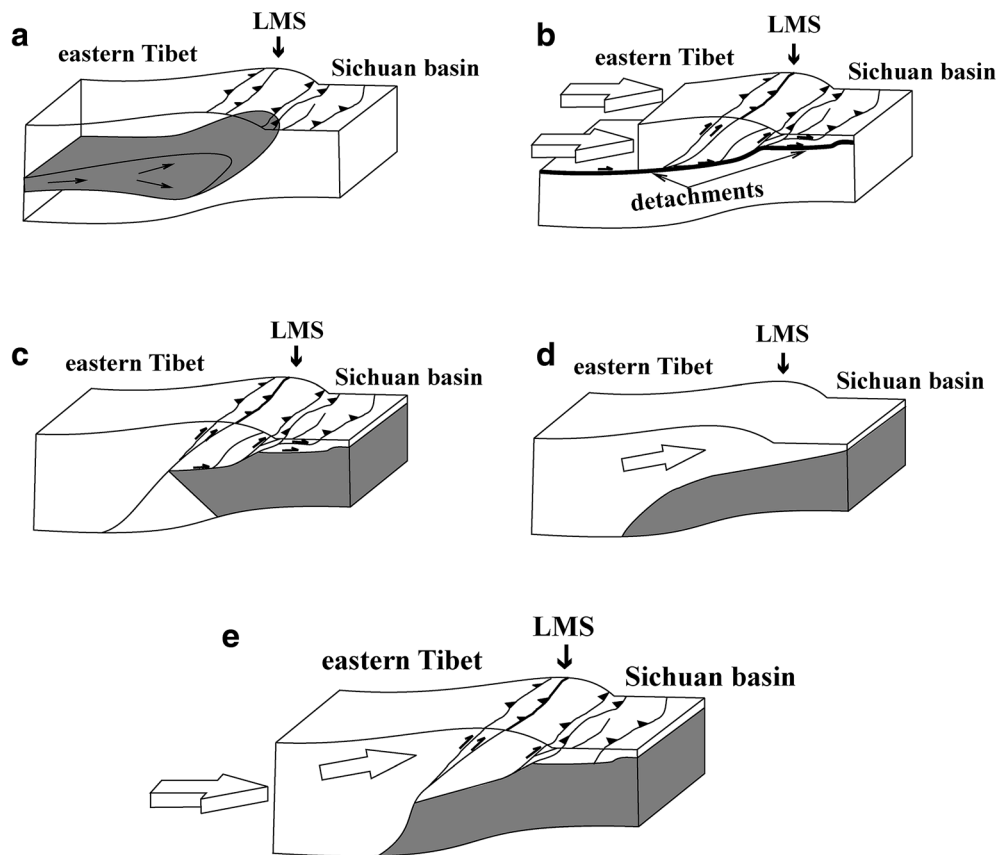 a
LMS
eastern Tibet
Sichuan basin
b
LMS
eastern Tibet
Sichuan basin
detachments
c
LMS
eastern Tibet
Sichuan basin
d
LMS
eastern Tibet
Sichuan basin
e
LMS
eastern Tibet
Sichuan basin